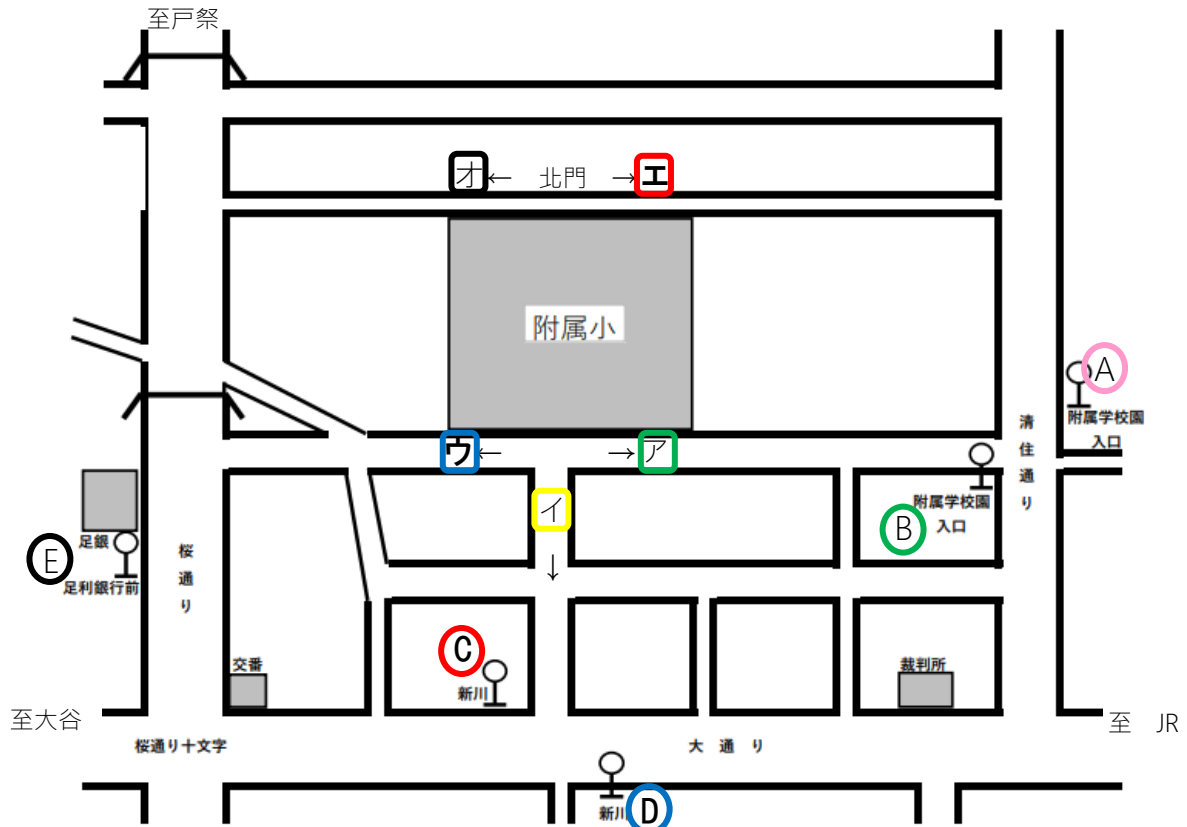 至戸祭
オ← 北門 →エ
附属小
A
附属学校園
入口
清住通り
ウ← →ア
イ
↓
附属学校園
入口
B
足銀
E
足利銀行前
桜通り
C
新川
交番
裁判所
至大谷
至 JR
桜通り十文字
大通り
新川
D